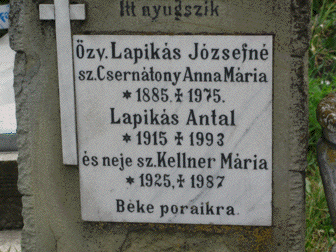 Itt nyugszik
Özv. Lapikás Józsefné
sz. Csernátony Anna Mária
* 1885. ‡ 1975.
Lapikás Antal
* 1915 ‡ 1993
és neje sz. Kellner Mária
* 1925, ‡ 1987
Béke poraikra.